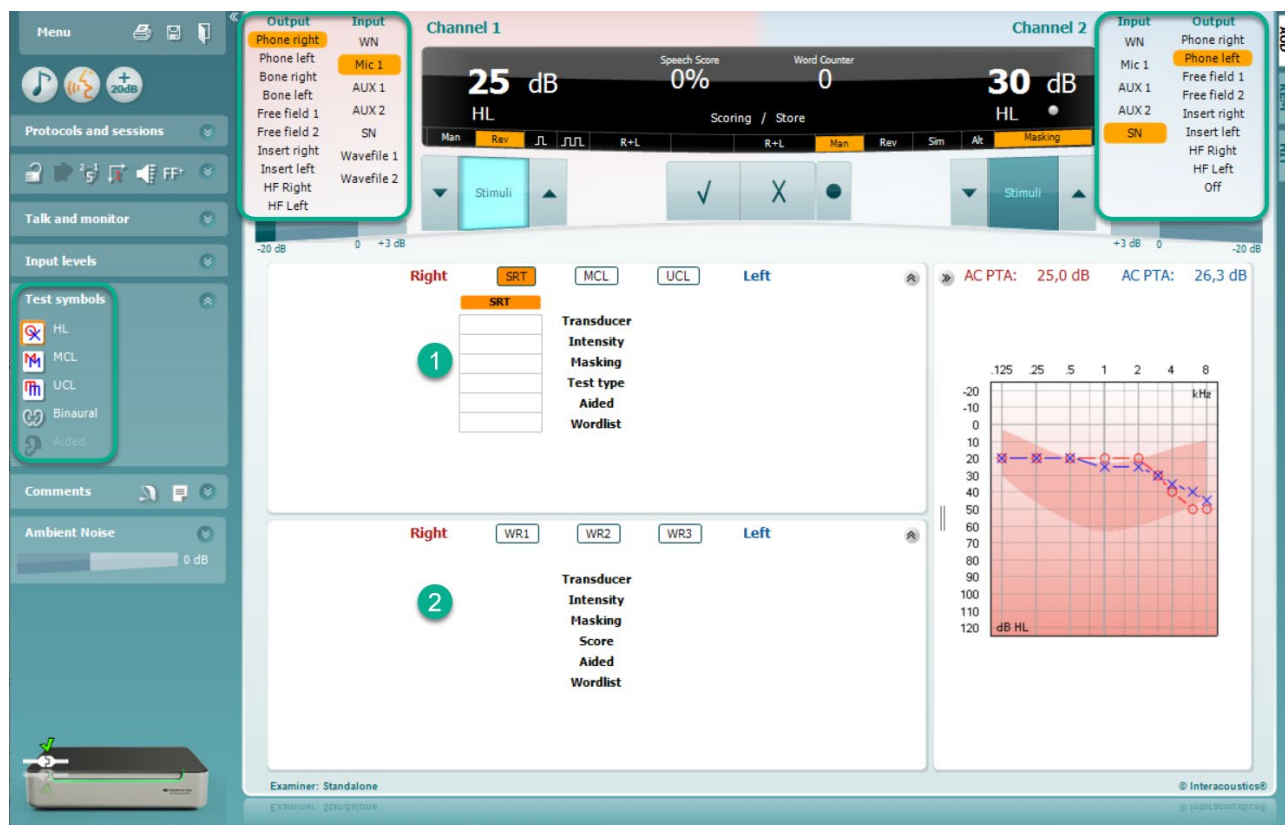 Menu
20dB
Protocols and sessions
FF+
Talk and monitor
Input levels
Test symbols
HL
MCL
UCL
Binaural
Aided
Comments
Ambient Noise
0 dB
Output Input
Phone right WN
Phone left Mic 1
Bone right AUX 1
Bone left AUX 2
Free field 1 SN
Free field 2 Wavefile 1
Insert right Wavefile 2
Insert left
HF Right
HF Left
Channel 1
Channel 2
Speech Score Word Counter
25 dB 0% 0 30 dB
HL Scoring / Store HL
Man Rev R+L R+L Man Rev Sim Alt Masking
Stimuli Stimuli
Input Output
WN Phone right
Mic 1 Phone left
AUX 1 Free field 1
AUX 2 Free field 2
SN Insert right
Insert left
HF Right
HF Left
Off
AUD
-20 dB 0 +3 dB
+3 dB 0 -20 dB
Right SRT MCL UCL Left
SRT
1
Transducer
Intensity
Masking
Test type
Aided
Wordlist
Right WR1 WR2 WR3 Left
2
Transducer
Intensity
Masking
Score
Aided
Wordlist
AC PTA: 25,0 dB AC PTA: 26,3 dB
.125 .25 .5 1 2 4 8
kHz
-20
-10
0
10
20
30
40
50
60
70
80
90
100
110
120
dB HL
Examiner: Standalone
© Interacoustics®